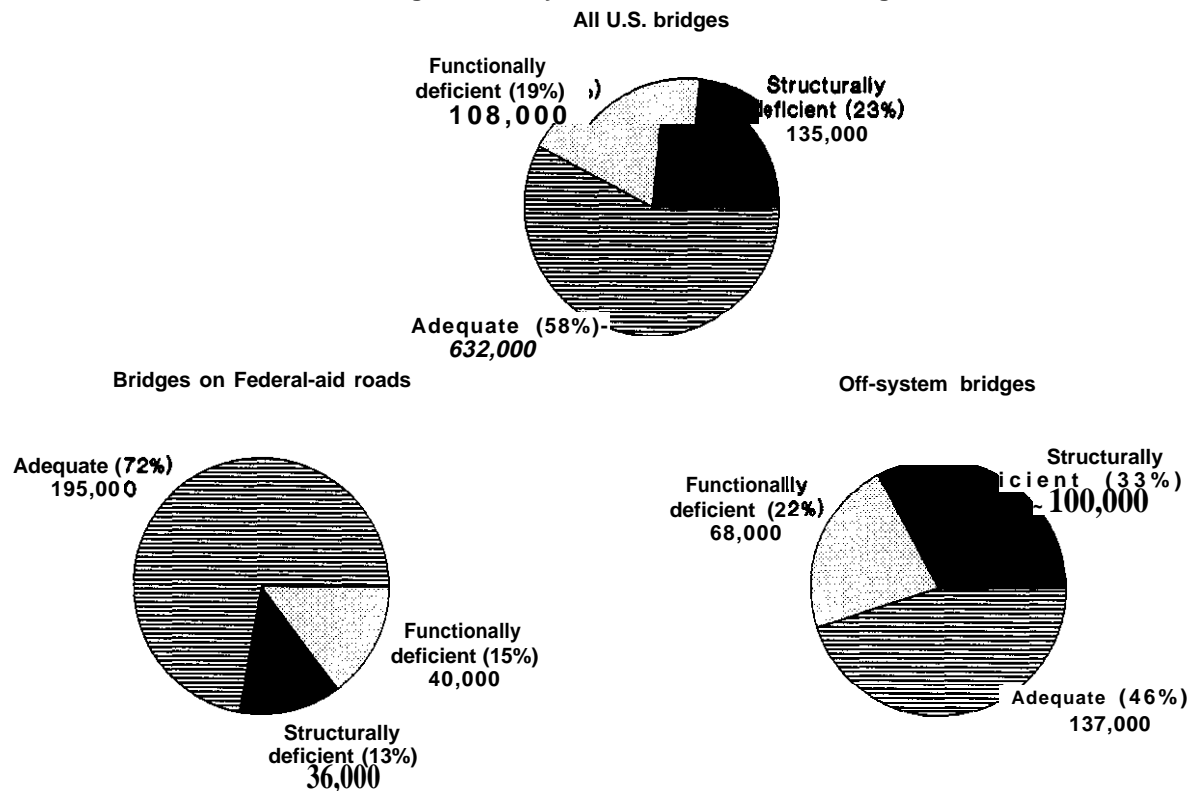 All U.S. bridges
Functionally
deficient (19%)
108,000
Structurally
deficient (23%)
135,000
Adequate (58%)-
632,000
Bridges on Federal-aid roads
Adequate (72%)
195,000
Functionally
deficient (15%)
40,000
Structurally
deficient (13%)
36,000
Off-system bridges
Functionally
deficient (22%)
68,000
Structurally
icient (33%)
~ 100,000
Adequate (46%)
137,000